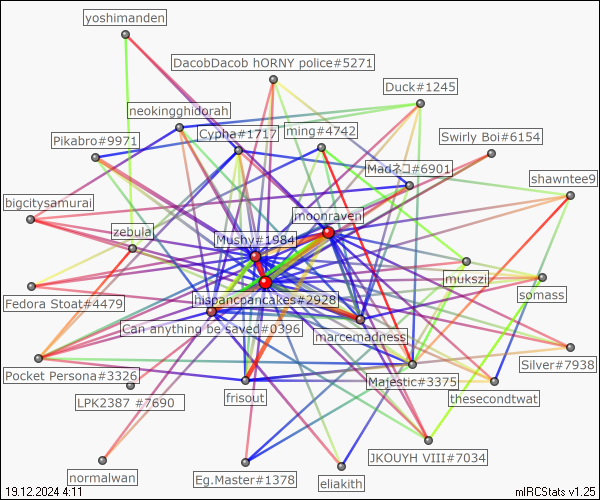 yoshimanden
DacobDacob hORNY police#5271
Duck#1245
neokingghidorah
Cypha#1717
ming#4742
Swirly Boi#6154
Pikabro#9971
Madネコ#6901
shawntee9
bigcitysamurai
moonraven
zebula
Mushy#1984
mukszi
somass
Fedora Stoat#4479
hispancpancakes#2928
Can anything be saved#0396
marcemadness
Pocket Persona#3326
Majestic#3375
Silver#7938
LPK2387 #7690
frisout
thesecondtwat
JKOUYH VIII#7034
normalwan
Eg.Master#1378
eliakith
19.12.2024 4:11
mIRCStats v1.25